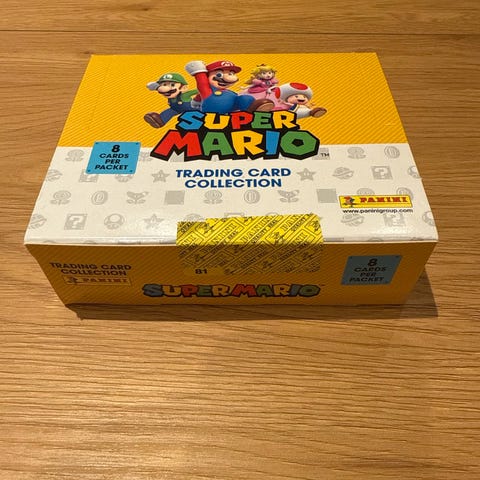 SUPER
MARIO™
8
CARDS
PER
PACKET
TRADING CARD
COLLECTION
PANINI
www.paninigroup.com
TRADING CARD
COLLECTION
PANINI
81
SUPER MARIO
8
CARDS
PER
PACKET